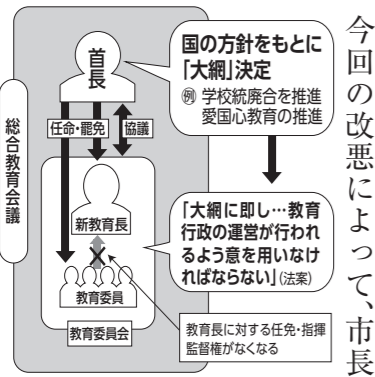 今回の改悪によって、市長
首長
国の方針をもとに
「大綱」決定
例 学校統廃合を推進
愛国心教育の推進
任命・罷免
協議
総合教育会議
新教育長
「大綱に即し…教育
行政の運営が行われ
るよう意を用いなけ
ればならない」(法案)
教育委員
教育委員会
教育長に対する任免・指揮
監督権がなくなる